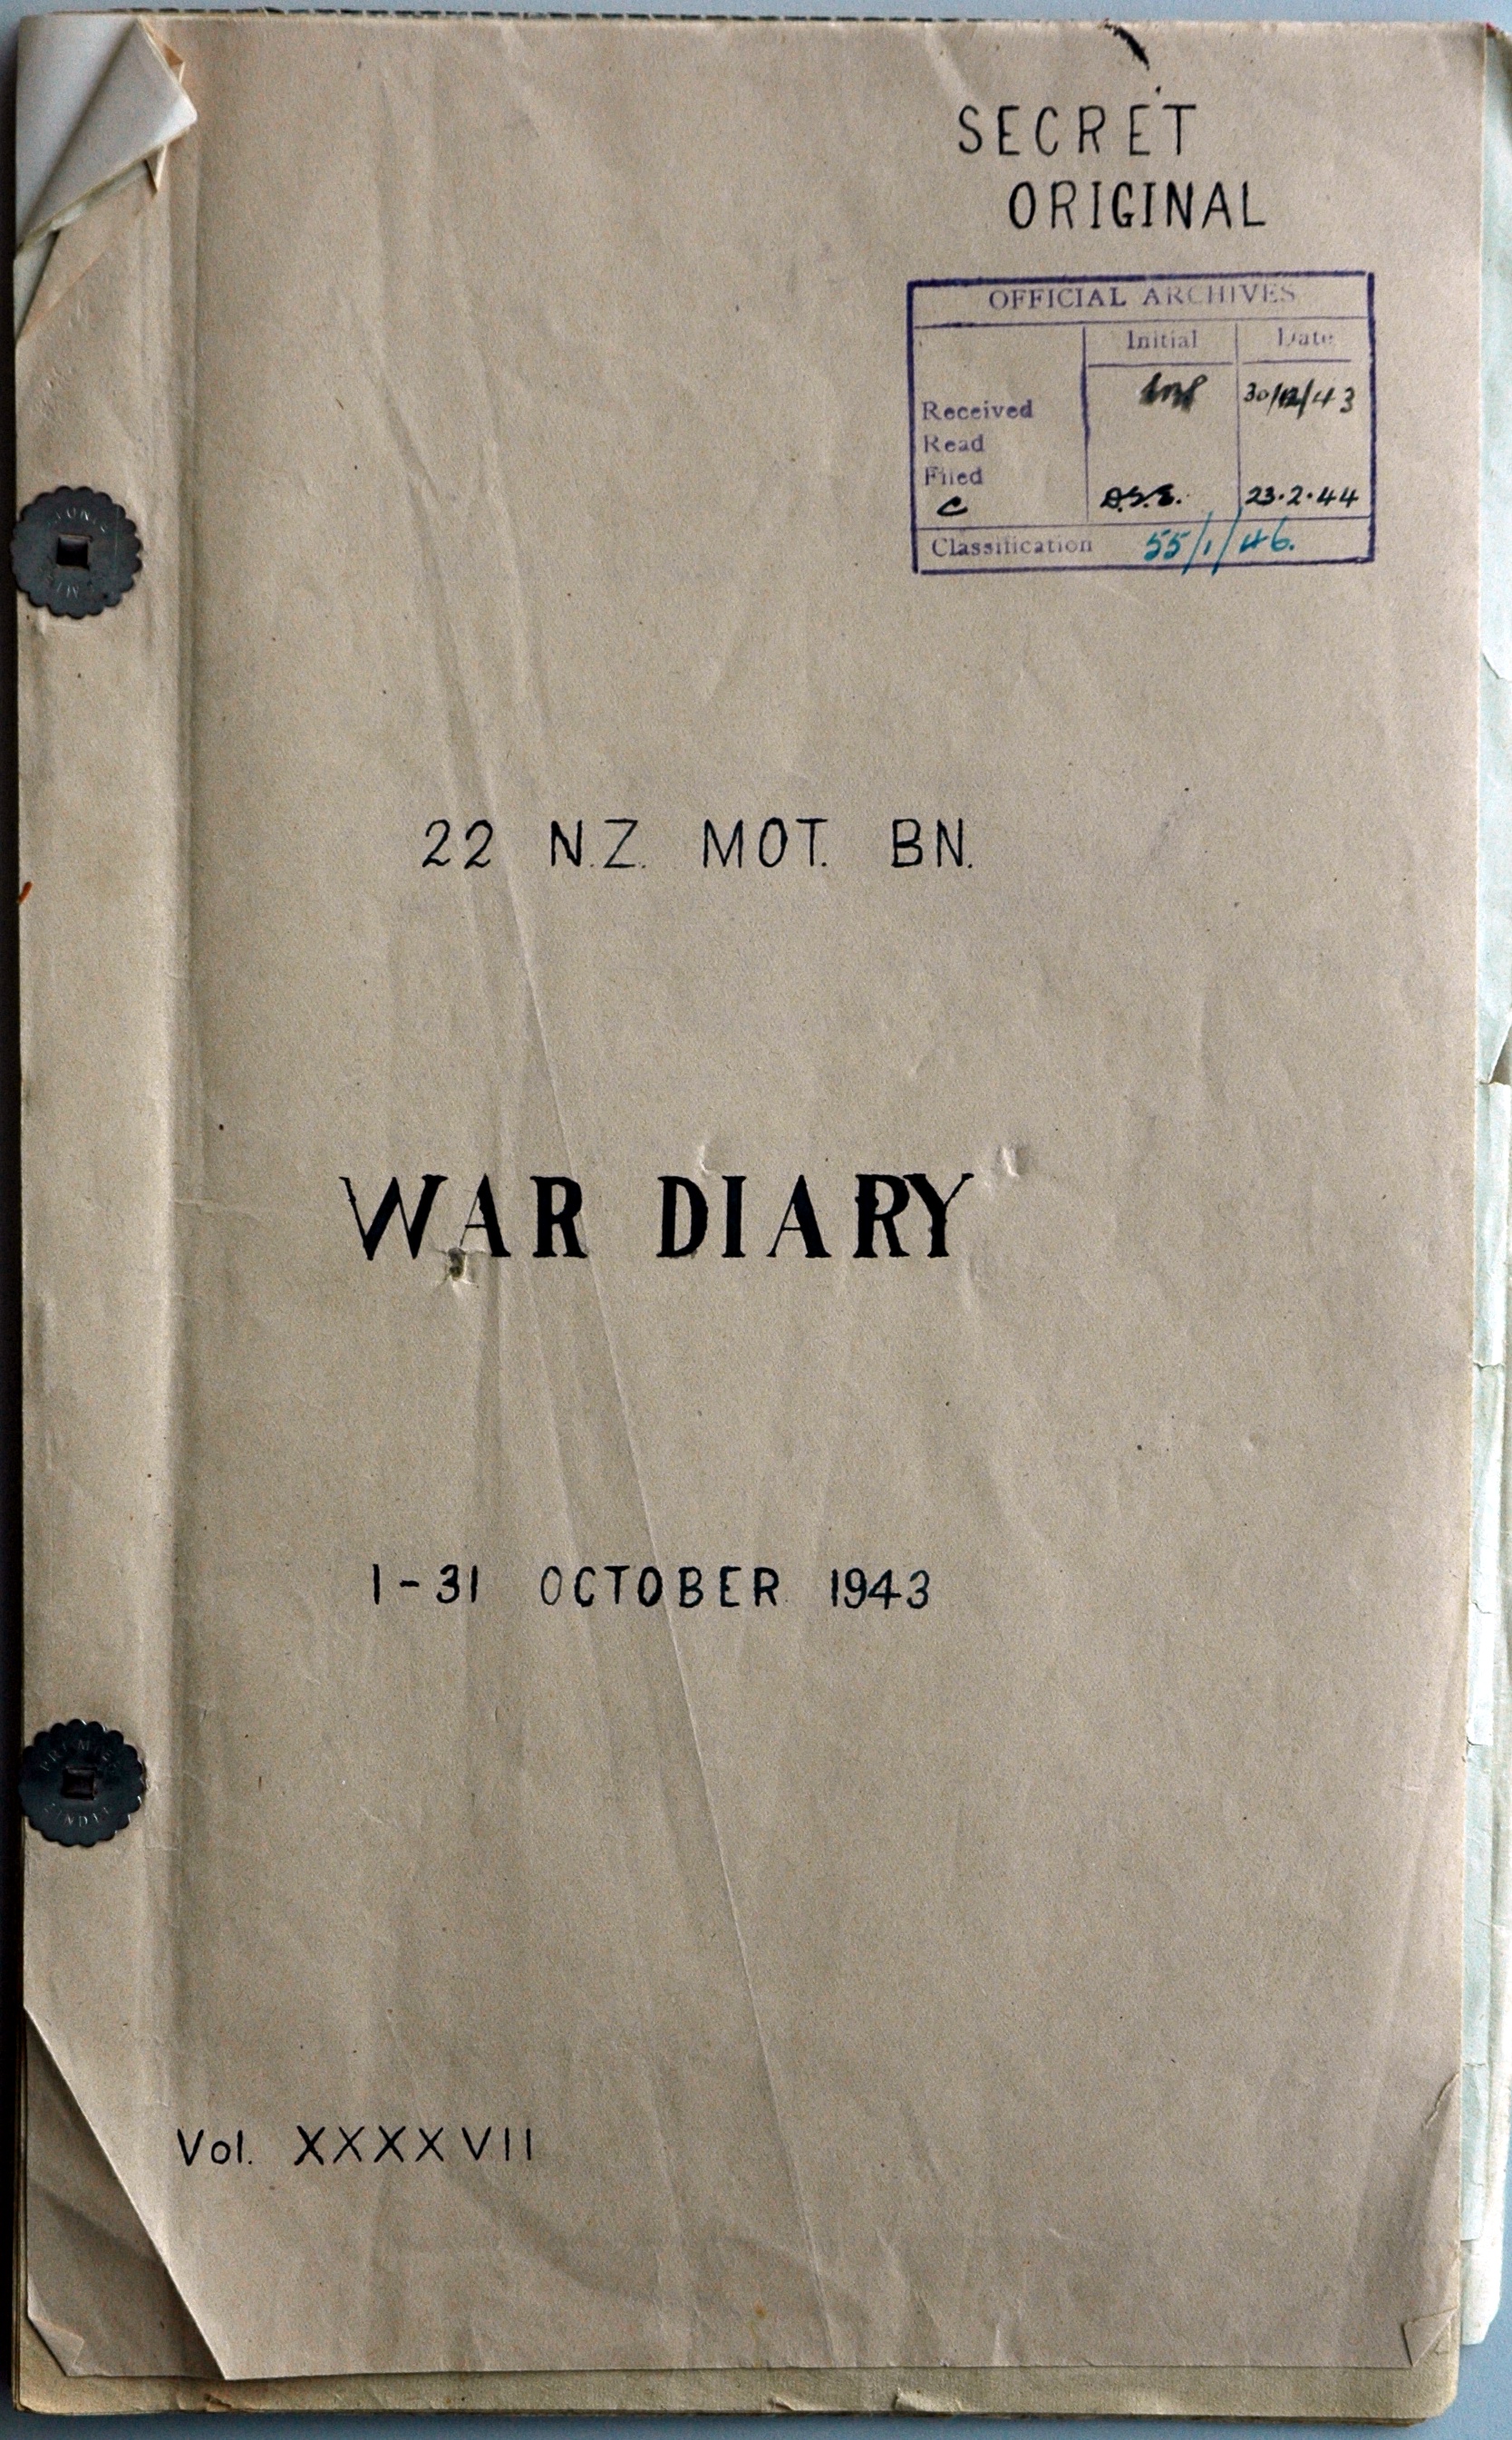 SECRET
ORIGINAL
OFFICIAL ARCHIVES
Initial Date
Received 30/12/43
Read
Filed
C D.S.E. 23.2.44
Classification 55/1/46.
22 N.Z. MOT. BN.
WAR DIARY
1-31 OCTOBER 1943
PREMIER
Vol. XXXXVII